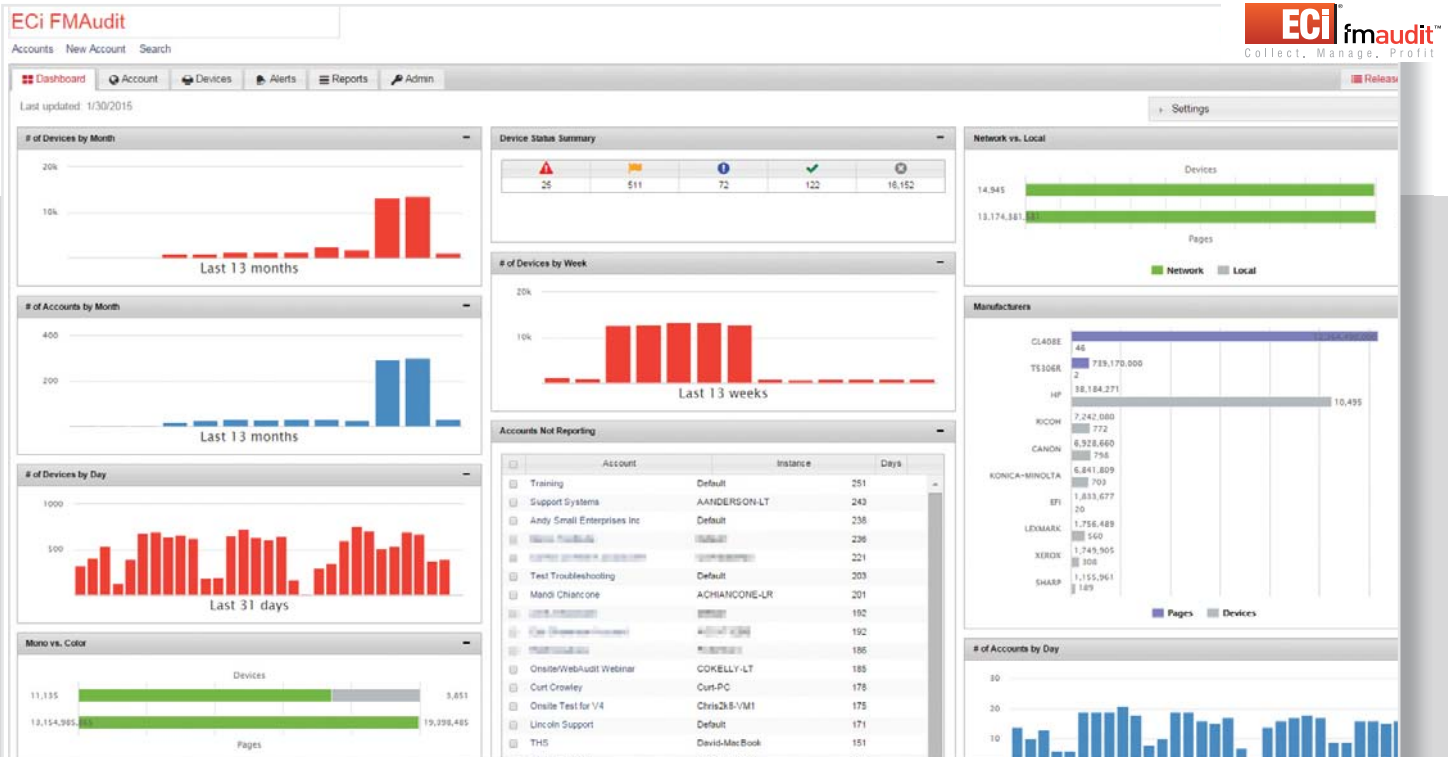 ECi FMAudit
ECi fmaudit™
Collect, Manage, Profit
Accounts New Account Search
Dashboard Account Devices Alerts Reports Admin
Release
Last updated: 1/30/2015
Settings
# of Devices by Month
20k
10k
Last 13 months
# of Accounts by Month
400
200
Last 13 months
# of Devices by Day
1000
500
Last 31 days
Mono vs. Color
Devices
11,135 3,851
19,398,485
Pages
Device Status Summary
25 511 72 122 16,152
# of Devices by Week
20k
10k
Last 13 weeks
Accounts Not Reporting
Account Instance Days
Training Default 251
Support Systems AANDERSON-LT 243
Andy Small Enterprises Inc Default 238
236
221
Test Troubleshooting Default 203
Mandi Chiancone ACHIANCONE-LR 201
192
192
186
Onsite/WebAudit Webinar COKELLY-LT 185
Curt Crowley Curt-PC 178
Onsite Test for V4 Chris2k8-VM1 175
Lincoln Support Default 171
THS David-MacBook 151
Network vs. Local
Devices
14,945
Pages
Network Local
Manufacturers
CL408E
46
TS306R 739,170,000
2
HP 38,184,271
10,495
RICOH 7,242,080
772
CANON 6,928,660
798
KONICA-MINOLTA 6,841,809
703
EFI 1,833,677
20
LEXMARK 1,756,489
560
XEROX 1,749,905
308
SHARP 1,155,961
189
Pages Devices
# of Accounts by Day
30
20
10